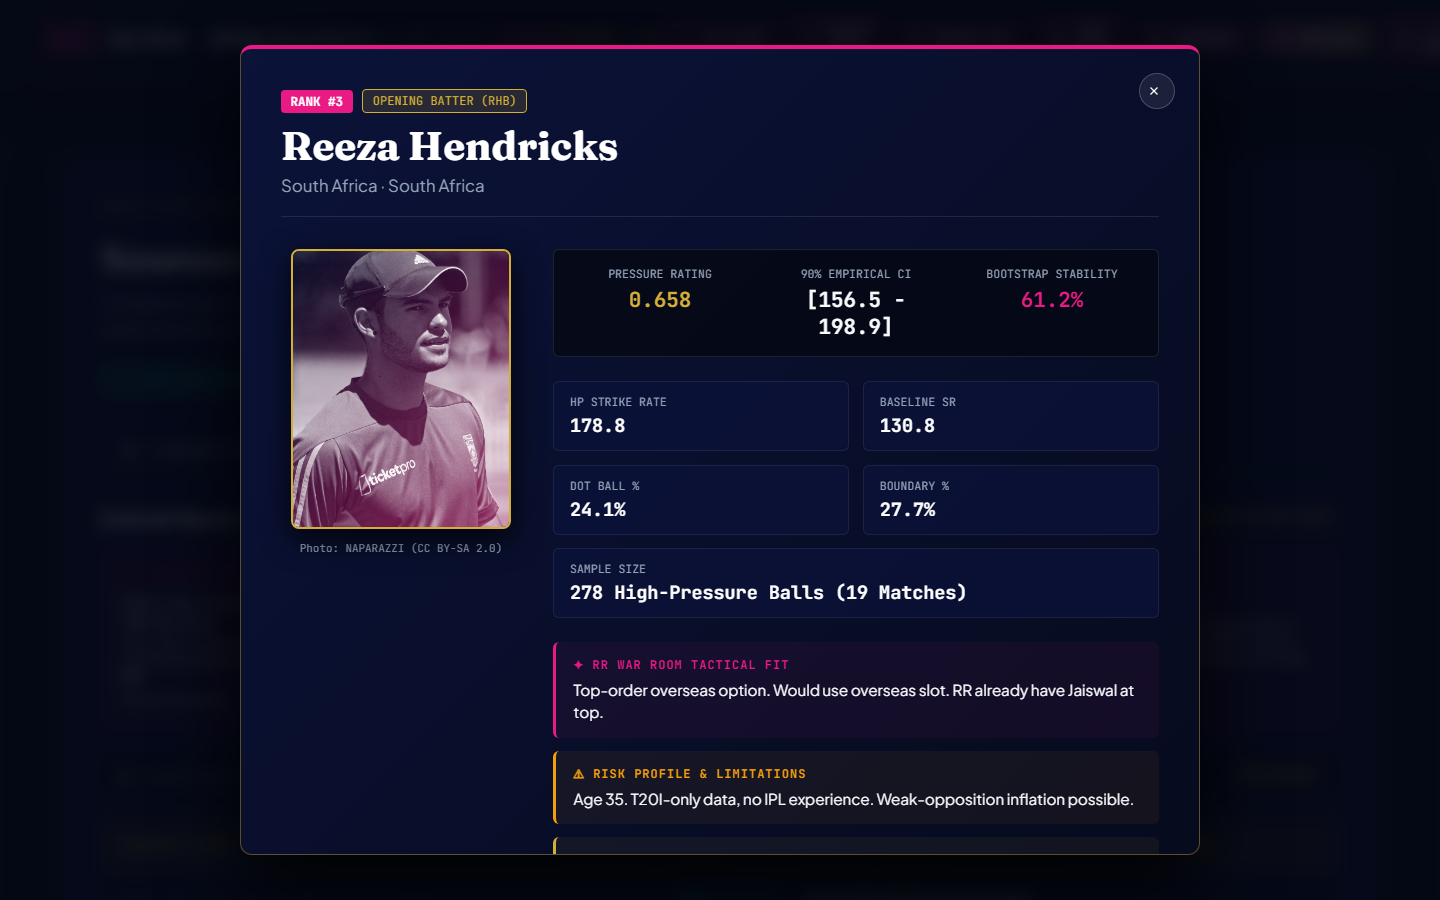 RANK #3
OPENING BATTER (RHB)
×
Reeza Hendricks
South Africa · South Africa
ticketpro
Photo: NAPARAZZI (CC BY-SA 2.0)
PRESSURE RATING
0.658
90% EMPIRICAL CI
[156.5 -
198.9]
BOOTSTRAP STABILITY
61.2%
HP STRIKE RATE
178.8
BASELINE SR
130.8
DOT BALL %
24.1%
BOUNDARY %
27.7%
SAMPLE SIZE
278 High-Pressure Balls (19 Matches)
✦ RR WAR ROOM TACTICAL FIT
Top-order overseas option. Would use overseas slot. RR already have Jaiswal at
top.
⚠ RISK PROFILE & LIMITATIONS
Age 35. T20I-only data, no IPL experience. Weak-opposition inflation possible.